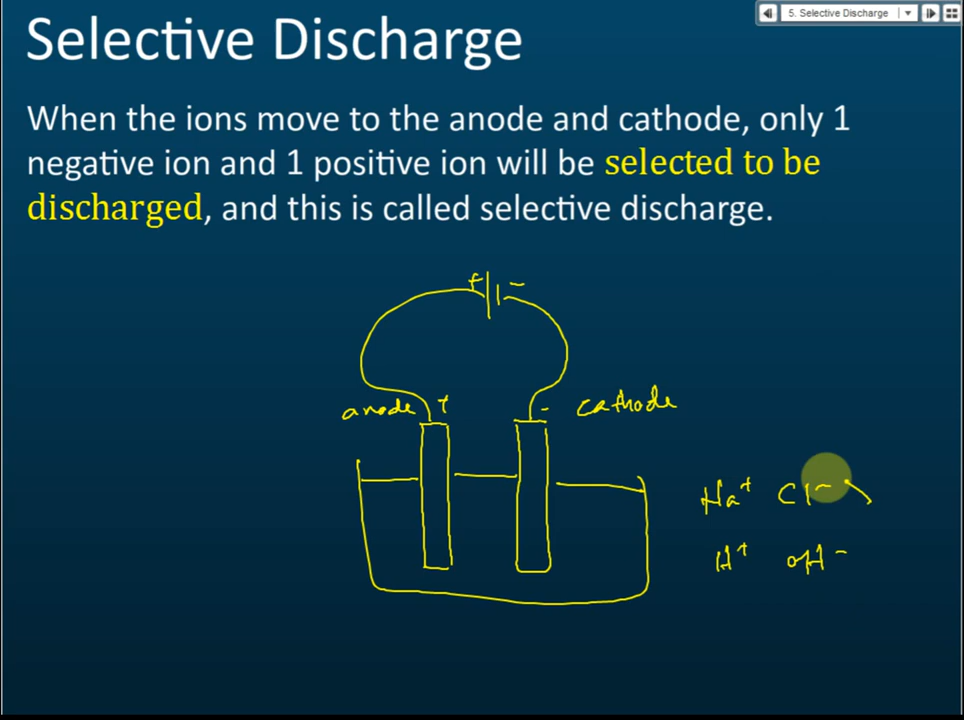 5. Selective Discharge
Selective Discharge
When the ions move to the anode and cathode, only 1
negative ion and 1 positive ion will be selected to be
discharged, and this is called selective discharge.
+ -
anode + - cathode
Na⁺ Cl⁻
H⁺ OH⁻